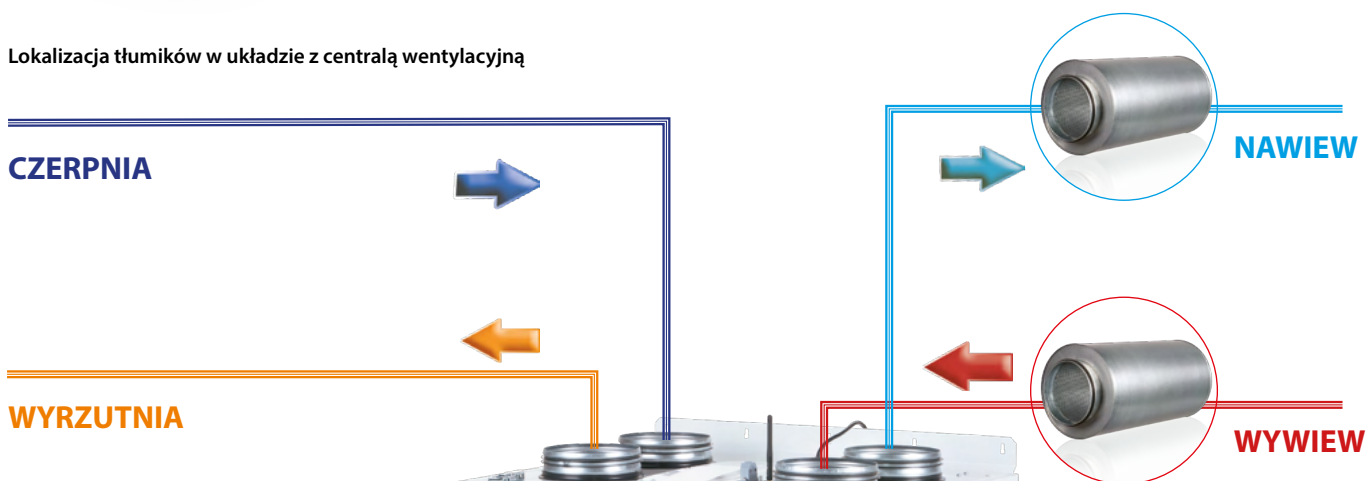 Lokalizacja tłumików w układzie z centralą wentylacyjną
CZERPNIA
NAWIEW
WYRZUTNIA
WYWIEW